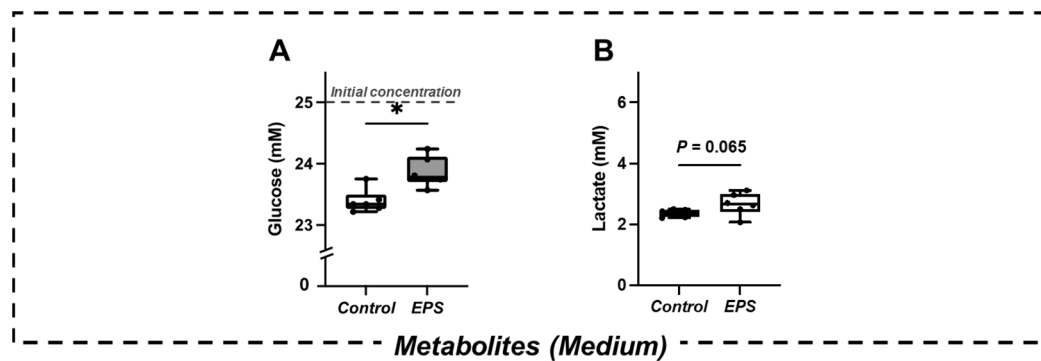 A
Glucose (mM)
25
24
23
0
Initial concentration
*
Control
EPS
B
Lactate (mM)
6
4
2
0
P = 0.065
Control
EPS
Metabolites (Medium)